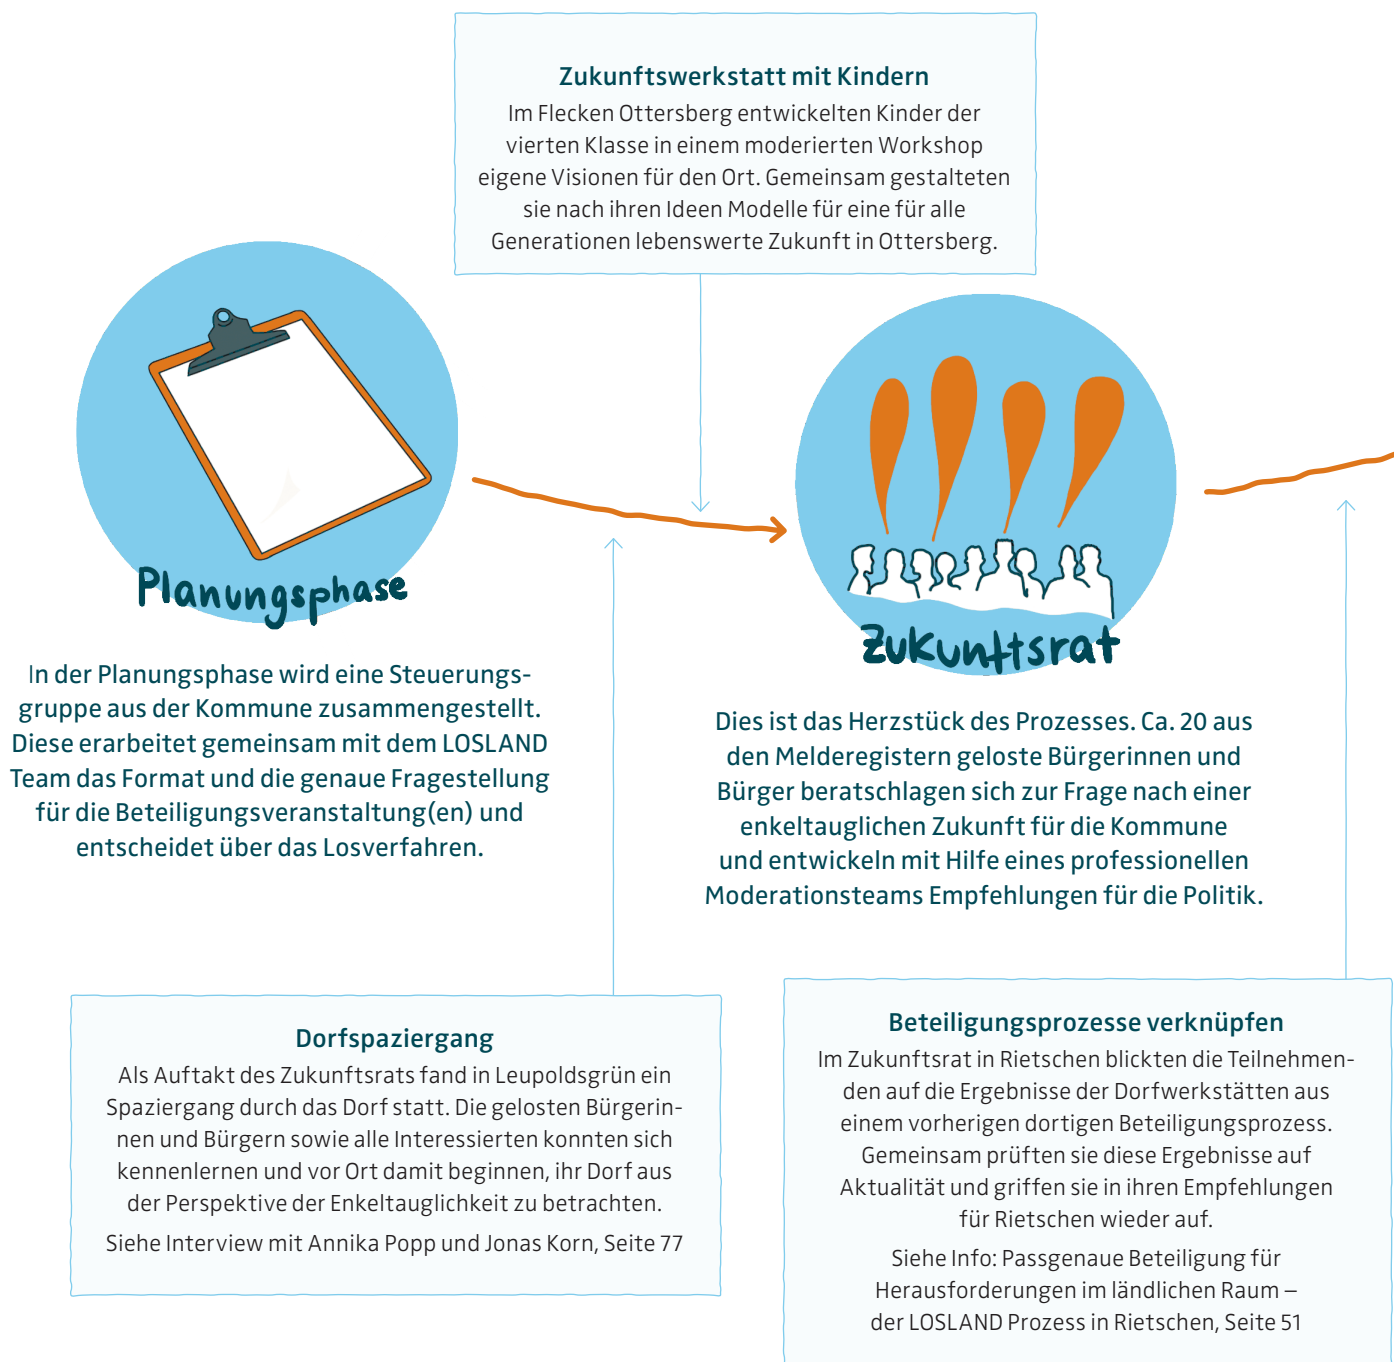 Zukunftswerkstatt mit Kindern
Im Flecken Ottersberg entwickelten Kinder der
vierten Klasse in einem moderierten Workshop
eigene Visionen für den Ort. Gemeinsam gestalteten
sie nach ihren Ideen Modelle für eine für alle
Generationen lebenswerte Zukunft in Ottersberg.
Planungsphase
In der Planungsphase wird eine Steuerungs-
gruppe aus der Kommune zusammengestellt.
Diese erarbeitet gemeinsam mit dem LOSLAND
Team das Format und die genaue Fragestellung
für die Beteiligungsveranstaltung(en) und
entscheidet über das Losverfahren.
Zukunftsrat
Dies ist das Herzstück des Prozesses. Ca. 20 aus
den Melderegistern geloste Bürgerinnen und
Bürger beratschlagen sich zur Frage nach einer
enkeltauglichen Zukunft für die Kommune
und entwickeln mit Hilfe eines professionellen
Moderationsteams Empfehlungen für die Politik.
Dorfspaziergang
Als Auftakt des Zukunftsrats fand in Leupoldsgrün ein
Spaziergang durch das Dorf statt. Die gelosten Bürgerin-
nen und Bürgern sowie alle Interessierten konnten sich
kennenlernen und vor Ort damit beginnen, ihr Dorf aus
der Perspektive der Enkeltauglichkeit zu betrachten.
Siehe Interview mit Annika Popp und Jonas Korn, Seite 77
Beteiligungsprozesse verknüpfen
Im Zukunftsrat in Rietschen blickten die Teilnehmen-
den auf die Ergebnisse der Dorfwerkstätten aus
einem vorherigen dortigen Beteiligungsprozess.
Gemeinsam prüften sie diese Ergebnisse auf
Aktualität und griffen sie in ihren Empfehlungen
für Rietschen wieder auf.
Siehe Info: Passgenaue Beteiligung für
Herausforderungen im ländlichen Raum –
der LOSLAND Prozess in Rietschen, Seite 51